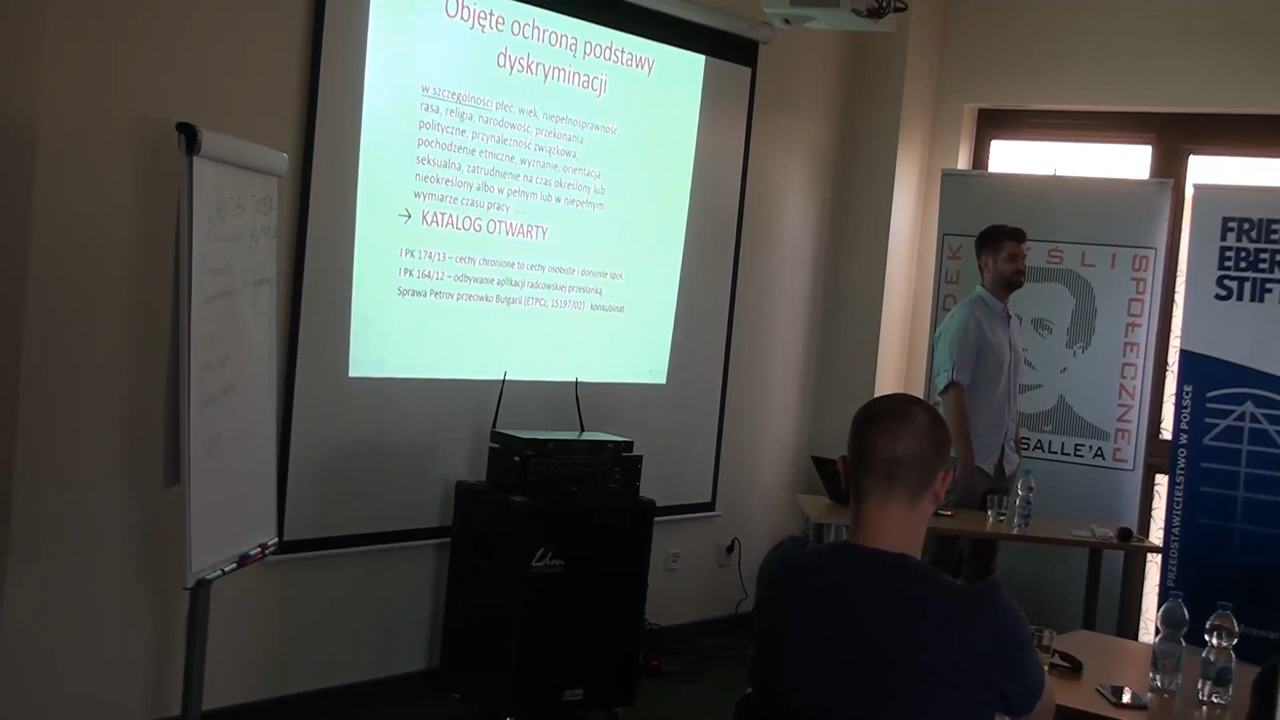 Objęte ochroną podstawy
dyskryminacji
w szczególności płeć, wiek, niepełnosprawność,
rasa, religia, narodowość, przekonania
polityczne, przynależność związkowa,
pochodzenie etniczne, wyznanie, orientacja
seksualna, zatrudnienie na czas określony lub
nieokreślony albo w pełnym lub w niepełnym
wymiarze czasu pracy ....
→ KATALOG OTWARTY
I PK 174/13 – cechy chronione to cechy osobiste i doniosłe społ.
I PK 164/12 – odbywanie aplikacji radcowskiej przesłanką
Sprawa Petrov przeciwko Bułgarii (ETPCz, 15197/02) - konkubinat
Ldm
DEK
ŚLI
SPOŁECZNEJ
SALLE'A
FRIE
EBER
STIF
PRZEDSTAWICIELSTWO W POLSCE